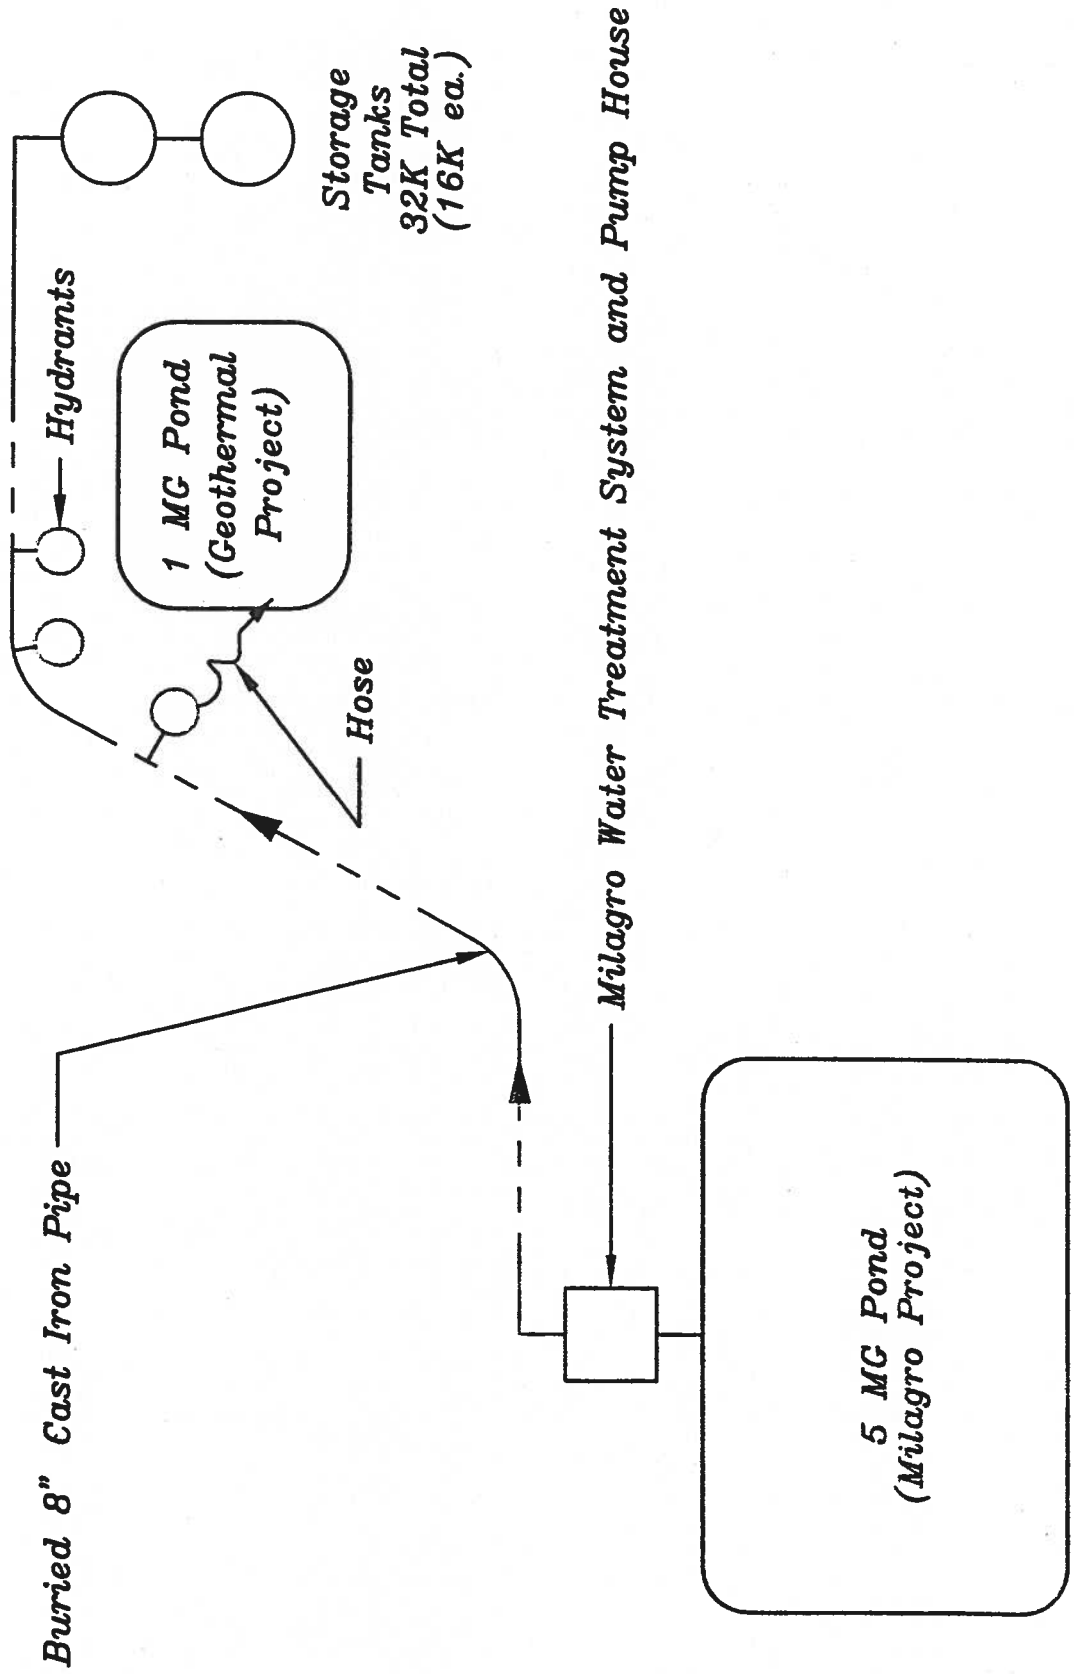 Buried 8" Cast Iron Pipe
Hydrants
Storage
Tanks
32K Total
(16K ea.)
1 MG Pond
(Geothermal
Project)
Hose
Milagro Water Treatment System and Pump House
5 MG Pond
(Milagro Project)